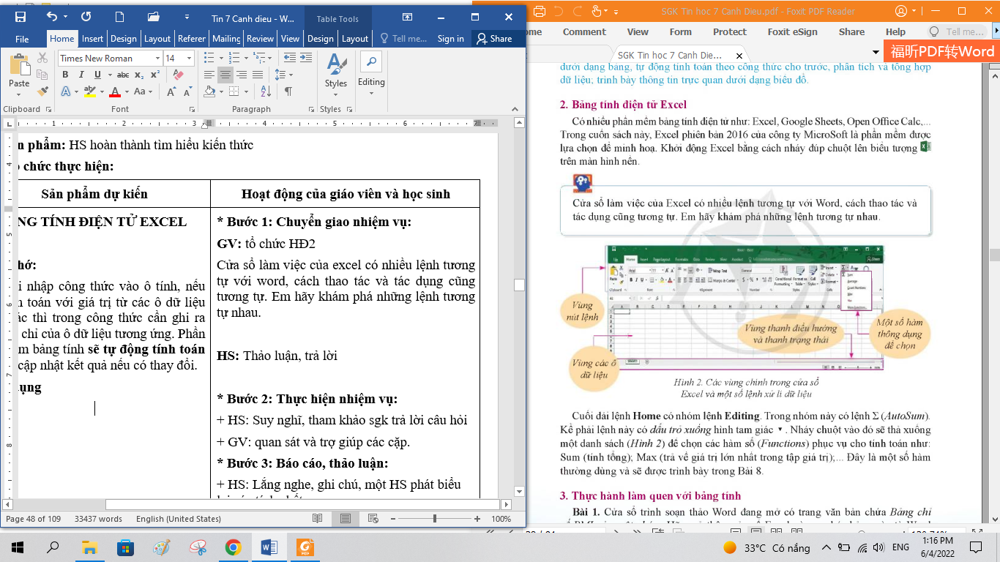 Tin 7 Canh dieu - W...
Table Tools
File
Home
Insert
Design
Layout
Referer
Mailing
Review
View
Design
Layout
Tell me...
Sign in
Share
Times New Roman
14
Paste
Styles
Editing
Clipboard
Font
Paragraph
Styles
n phẩm: HS hoàn thành tìm hiểu kiến thức
chức thực hiện:
Sản phẩm dự kiến
Hoạt động của giáo viên và học sinh
NG TÍNH ĐIỆN TỬ EXCEL
hớ:
i nhập công thức vào ô tính, nếu
n toán với giá trị từ các ô dữ liệu
ác thì trong công thức cần ghi ra
chỉ của ô dữ liệu tương ứng. Phần
m bảng tính sẽ tự động tính toán
cập nhật kết quả nếu có thay đổi.
dụng
* Bước 1: Chuyển giao nhiệm vụ:
GV: tổ chức HĐ2
Cửa sổ làm việc của excel có nhiều lệnh tương
tự với word, cách thao tác và tác dụng cũng
tương tự. Em hãy khám phá những lệnh tương
tự nhau.
HS: Thảo luận, trả lời
* Bước 2: Thực hiện nhiệm vụ:
+ HS: Suy nghĩ, tham khảo sgk trả lời câu hỏi
+ GV: quan sát và trợ giúp các cặp.
* Bước 3: Báo cáo, thảo luận:
+ HS: Lắng nghe, ghi chú, một HS phát biểu
Page 48 of 109
33437 words
English (United States)
100%
SGK Tin hoc 7 Canh Dieu.pdf - Foxit PDF Reader
ome
Comment
View
Form
Protect
Foxit eSign
Share
Help
Tell me...
SGK Tin hoc 7 Canh Die...
福昕PDF转Word
dưới dạng bảng, tự động tính toán theo công thức cho trước, phân tích và tổng hợp
dữ liệu; trình bày thông tin trực quan dưới dạng biểu đồ.
2. Bảng tính điện tử Excel
Có nhiều phần mềm bảng tính điện tử như: Excel, Google Sheets, Open Office Calc,...
Trong cuốn sách này, Excel phiên bản 2016 của công ty MicroSoft là phần mềm được
lựa chọn để minh hoạ. Khởi động Excel bằng cách nháy đúp chuột lên biểu tượng
trên màn hình nền.
Cửa sổ làm việc của Excel có nhiều lệnh tương tự với Word, cách thao tác và
tác dụng cũng tương tự. Em hãy khám phá những lệnh tương tự nhau.
Vùng
nút lệnh
Vùng thanh điều hướng
và thanh trạng thái
Một số hàm
thông dụng
để chọn
Vùng các ô
dữ liệu
Hình 2. Các vùng chính trong cửa sổ
Excel và một số lệnh xử lí dữ liệu
Cuối dải lệnh Home có nhóm lệnh Editing. Trong nhóm này có lệnh Σ (AutoSum).
Kề phải lệnh này có dấu trỏ xuống hình tam giác ▾. Nháy chuột vào đó sẽ thả xuống
một danh sách (Hình 2) để chọn các hàm số (Functions) phục vụ cho tính toán như:
Sum (tính tổng); Max (trả về giá trị lớn nhất trong tập giá trị);... Đây là một số hàm
thường dùng và sẽ được trình bày trong Bài 8.
3. Thực hành làm quen với bảng tính
Bài 1. Cửa sổ trình soạn thảo Word đang mở có trang văn bản chứa Bảng chỉ
33°C Có nắng
ENG
1:16 PM
6/4/2022